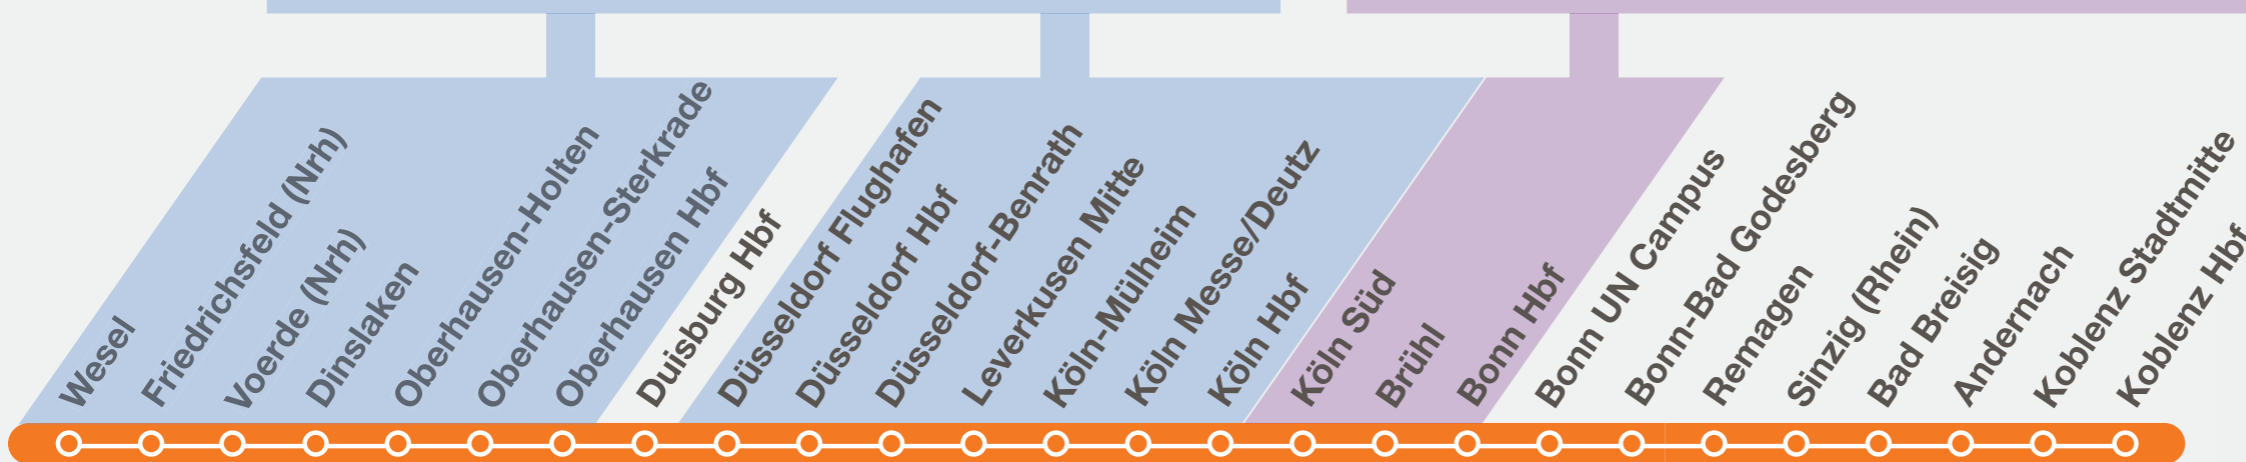 Wesel
Friedrichsfeld (Nrh)
Voerde (Nrh)
Dinslaken
Oberhausen-Holten
Oberhausen-Sterkrade
Oberhausen Hbf
Duisburg Hbf
Düsseldorf Flughafen
Düsseldorf Hbf
Düsseldorf-Benrath
Leverkusen Mitte
Köln-Mülheim
Köln Messe/Deutz
Köln Hbf
Köln Süd
Brühl
Bonn Hbf
Bonn UN Campus
Bonn-Bad Godesberg
Remagen
Sinzig (Rhein)
Bad Breisig
Andernach
Koblenz Stadtmitte
Koblenz Hbf